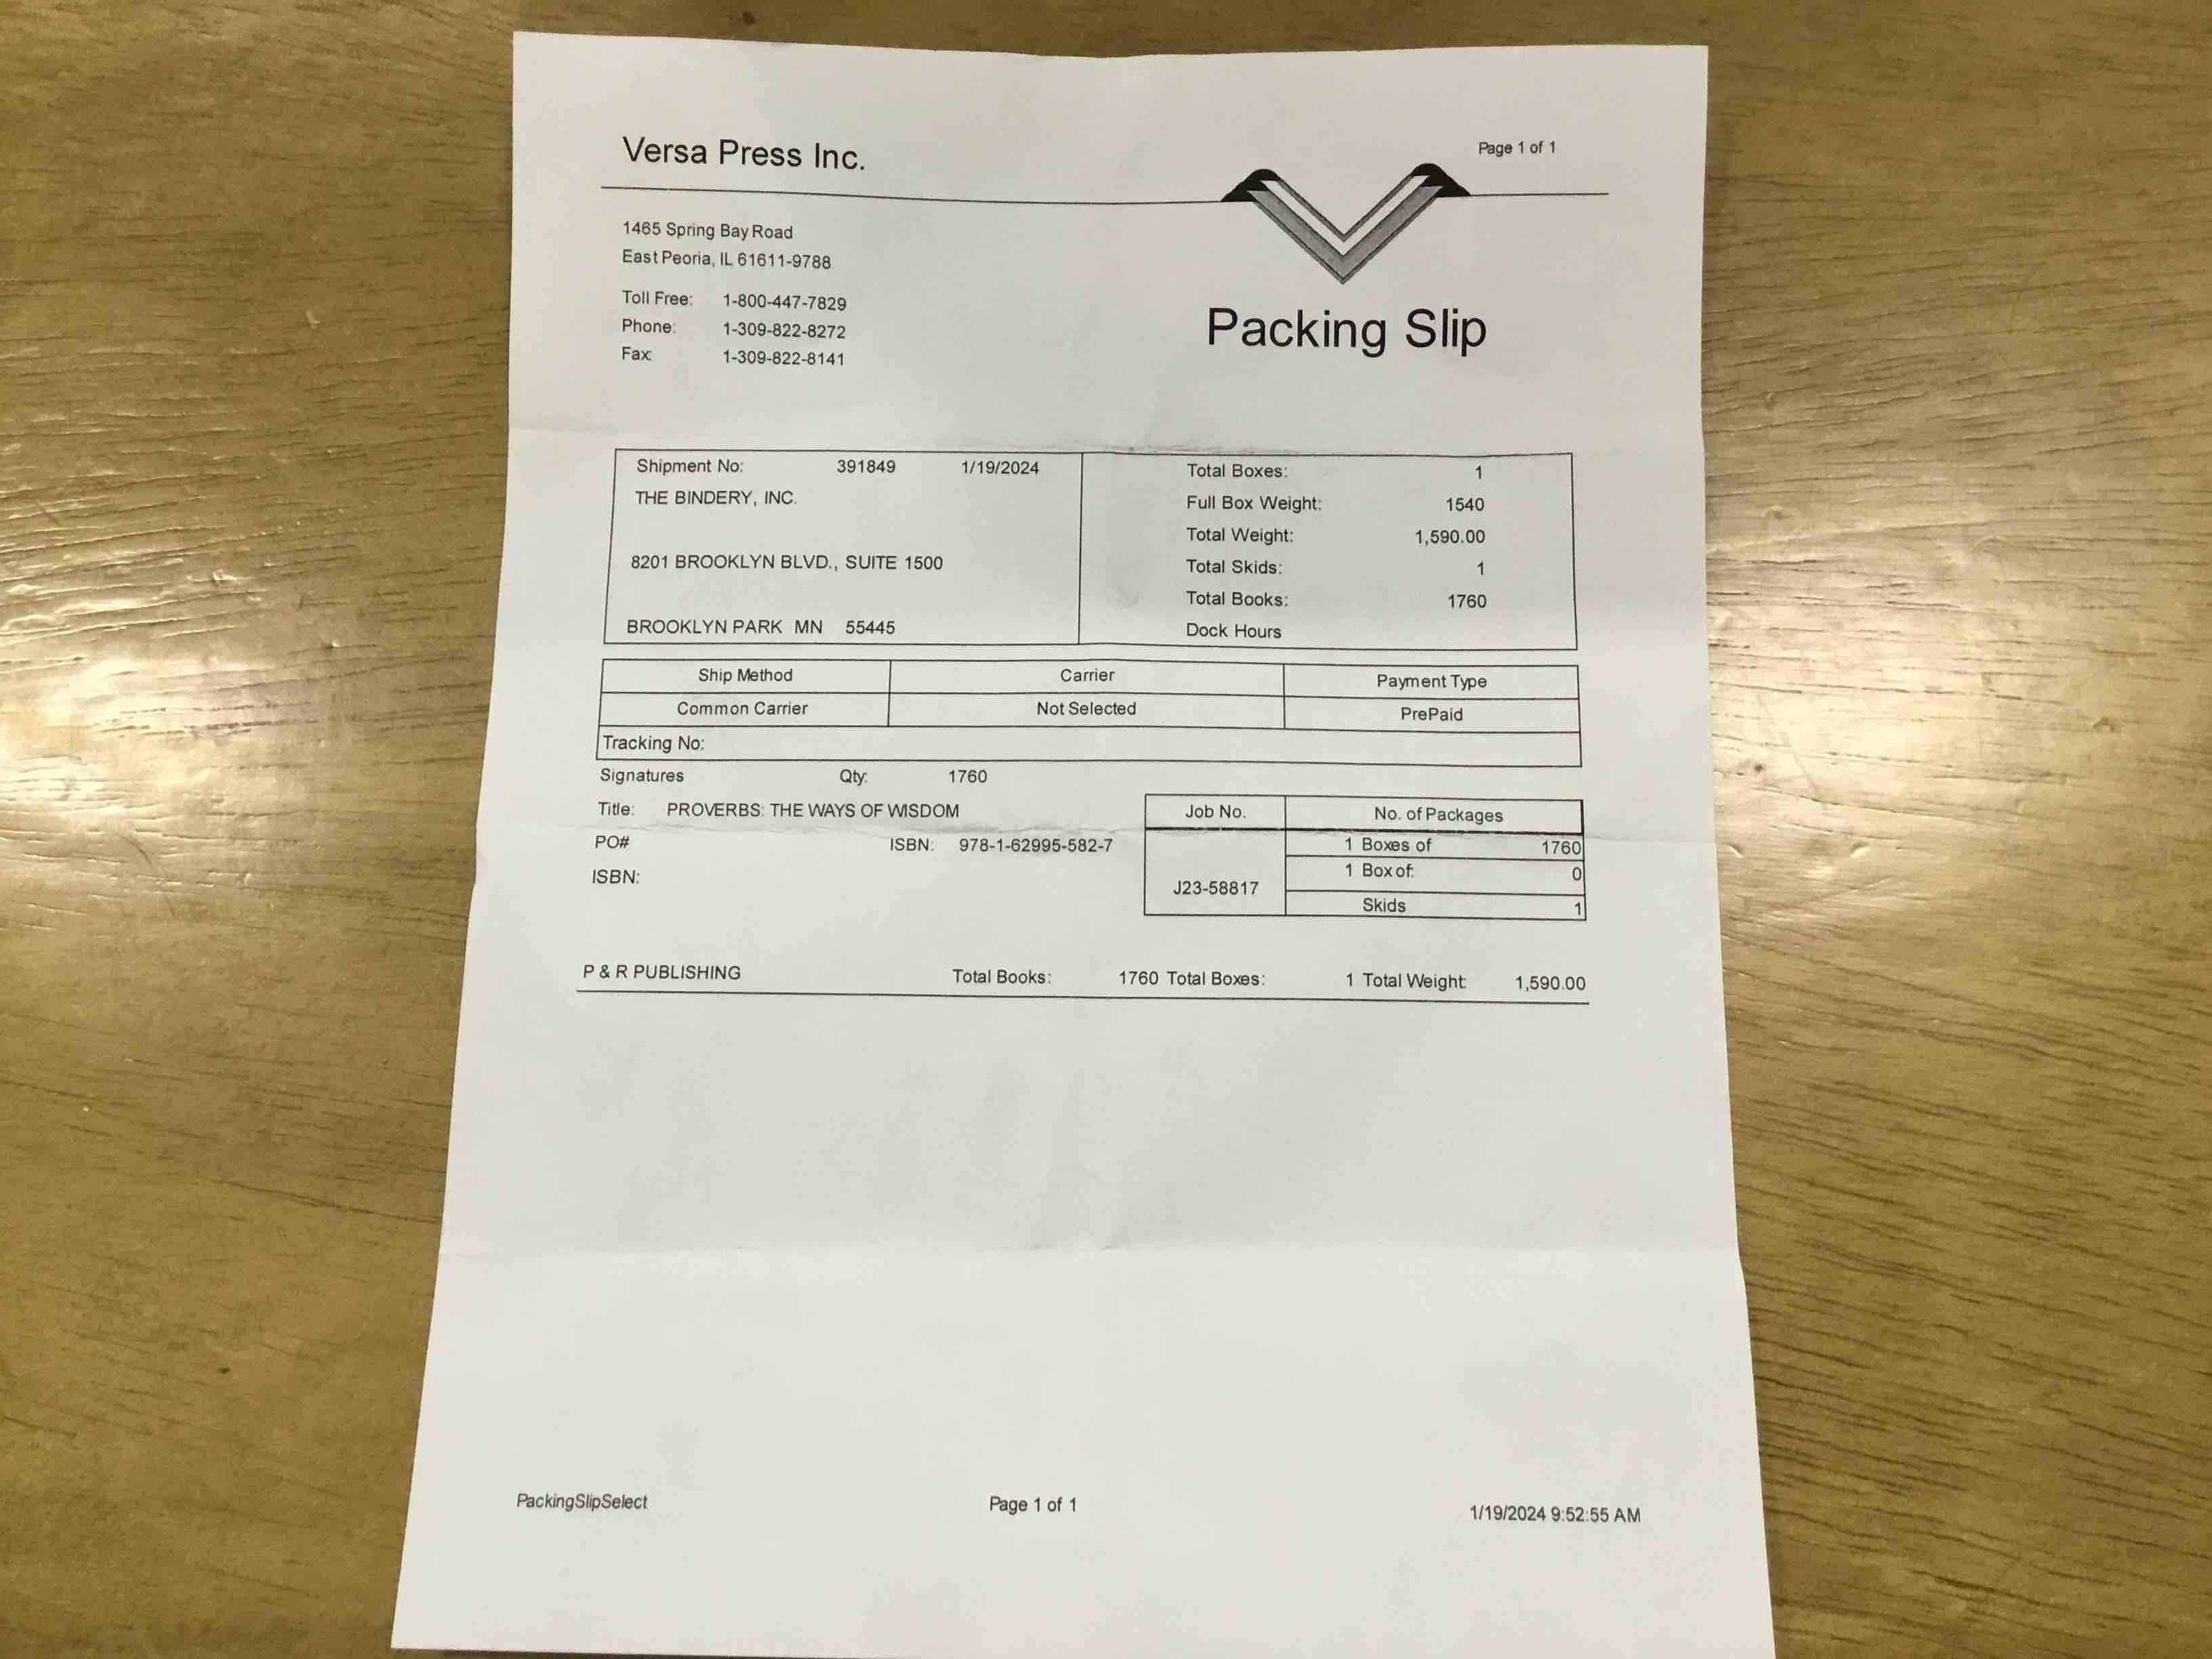 Versa Press Inc.
Page 1 of 1
1465 Spring Bay Road
East Peoria, IL 61611-9788
Toll Free: 1-800-447-7829
Phone: 1-309-822-8272
Fax: 1-309-822-8141
Packing Slip
Shipment No: 391849 1/19/2024
THE BINDERY, INC.
8201 BROOKLYN BLVD., SUITE 1500
BROOKLYN PARK MN 55445
Total Boxes: 1
Full Box Weight: 1540
Total Weight: 1,590.00
Total Skids: 1
Total Books: 1760
Dock Hours
Ship Method Carrier Payment Type
Common Carrier Not Selected PrePaid
Tracking No:
Signatures Qty: 1760
Title: PROVERBS: THE WAYS OF WISDOM
PO# ISBN: 978-1-62995-582-7
ISBN:
Job No. No. of Packages
J23-58817
1 Boxes of 1760
1 Box of: 0
Skids 1
P & R PUBLISHING Total Books: 1760 Total Boxes: 1 Total Weight: 1,590.00
PackingSlipSelect Page 1 of 1 1/19/2024 9:52:55 AM